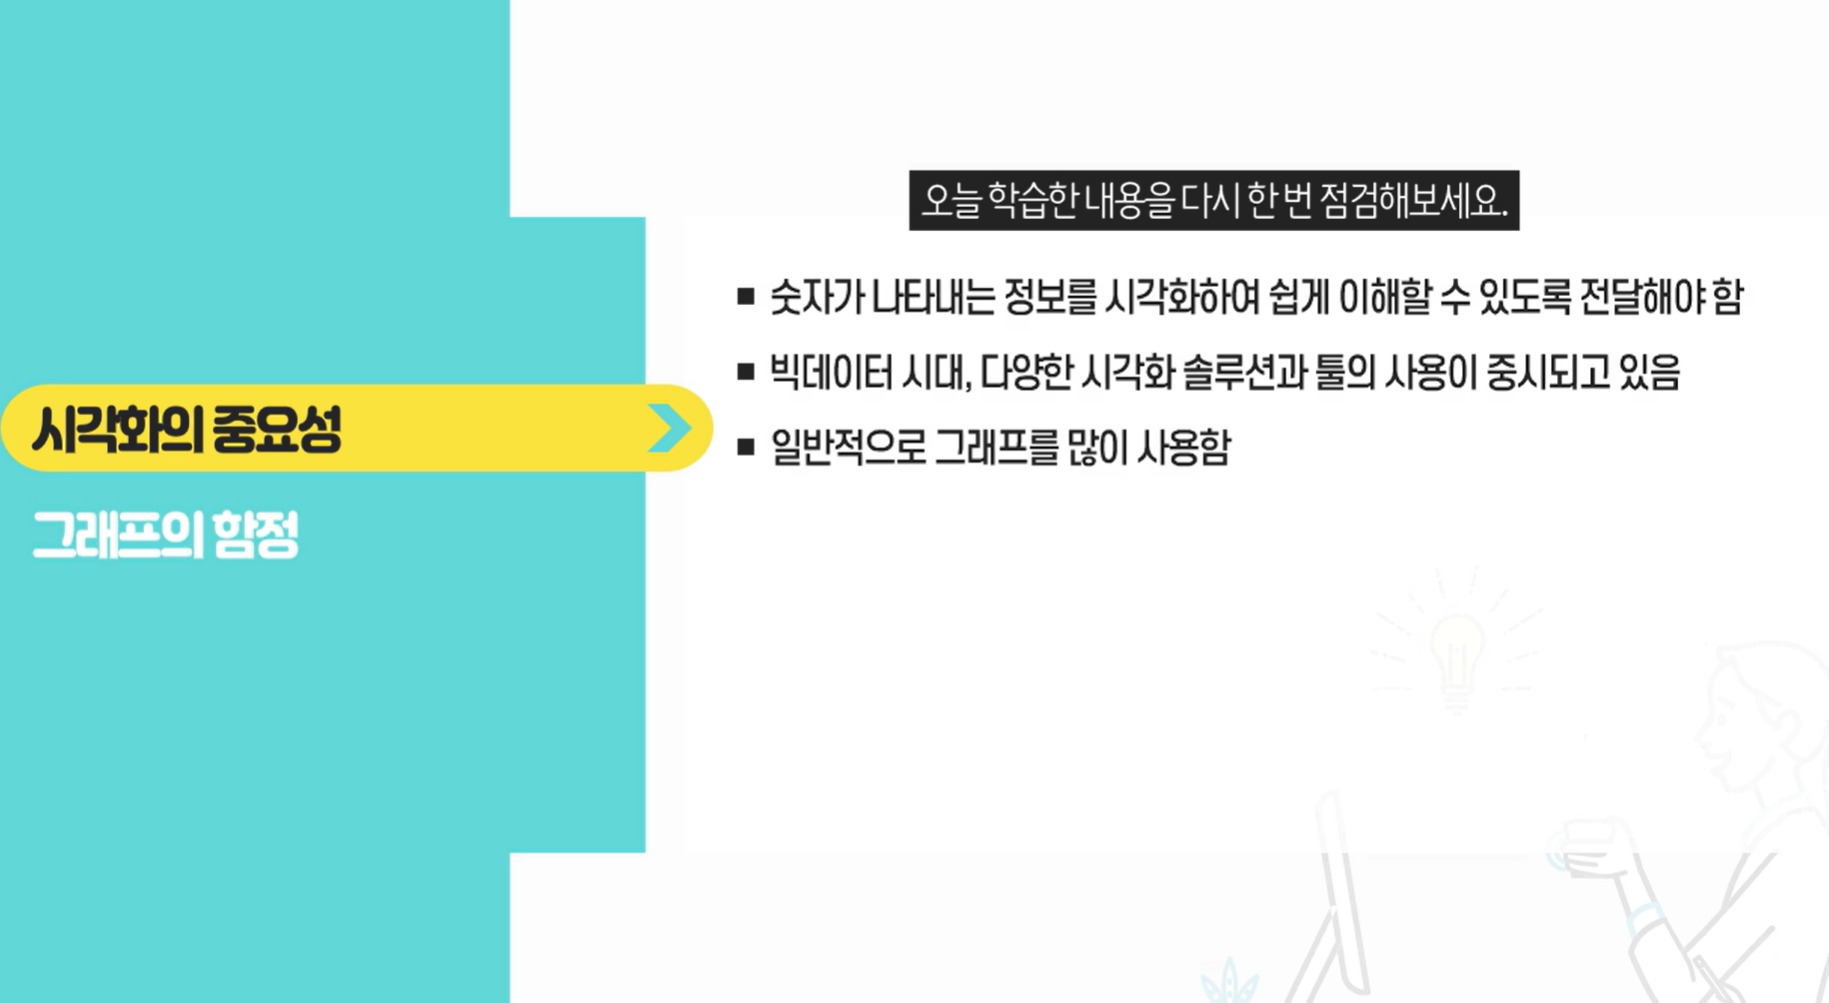 오늘 학습한 내용을 다시 한 번 점검해보세요.
시각화의 중요성
그래프의 함정
■ 숫자가 나타내는 정보를 시각화하여 쉽게 이해할 수 있도록 전달해야 함
■ 빅데이터 시대, 다양한 시각화 솔루션과 툴의 사용이 중시되고 있음
■ 일반적으로 그래프를 많이 사용함